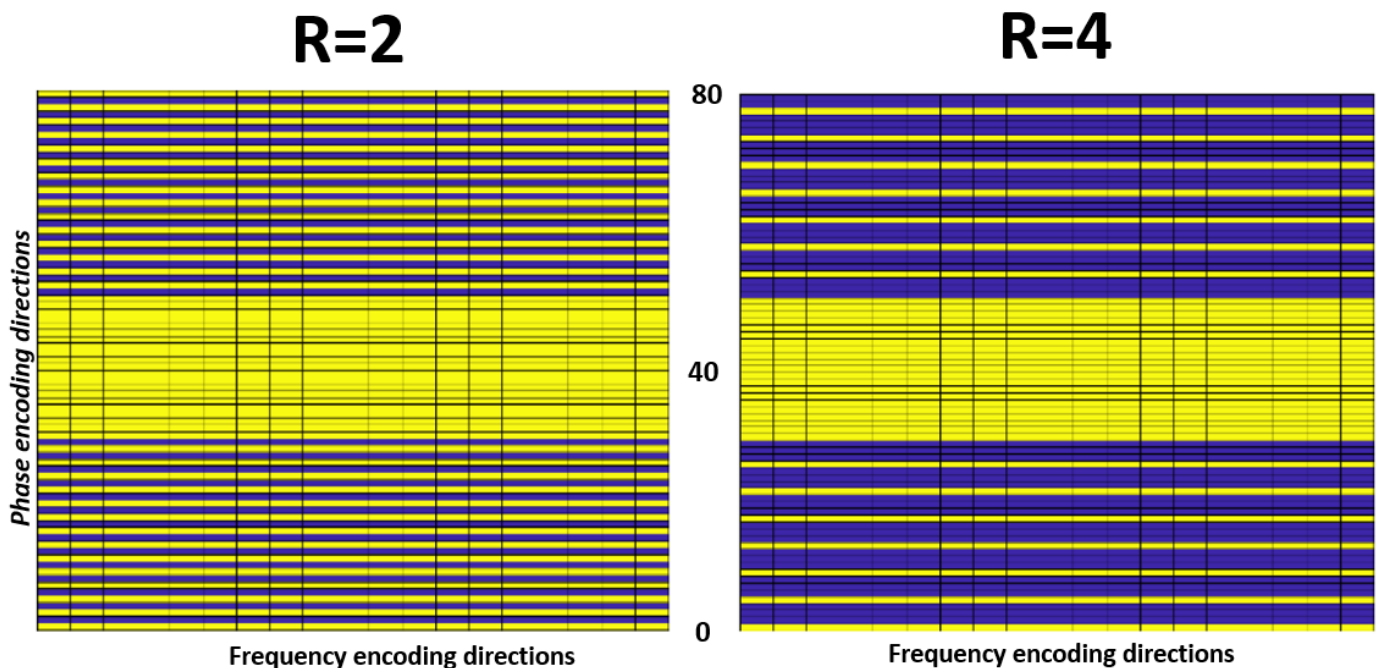 R=2
R=4
80
Phase encoding directions
40
0
Frequency encoding directions
Frequency encoding directions